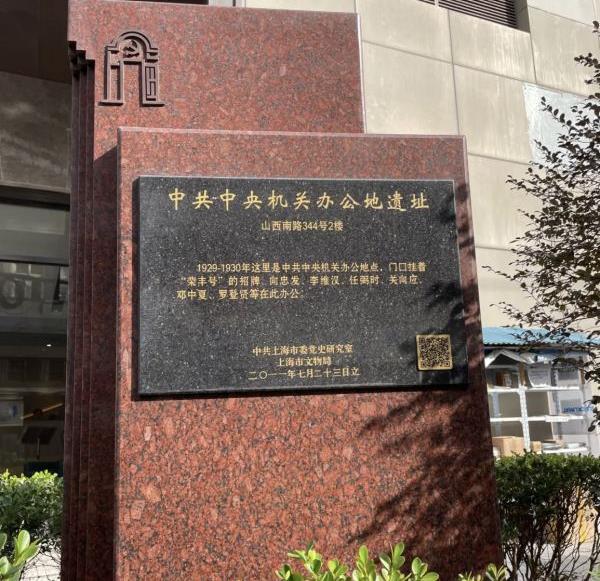 中共中央机关办公地遗址
山西南路344号2楼
1929-1930年这里是中共中央机关办公地点，门口挂着
“荣丰号”的招牌。向忠发、李维汉、任弼时、关向应、
邓中夏、罗登贤等在此办公。
中共上海市委党史研究室
上海市文物局
二〇一一年七月二十三日立